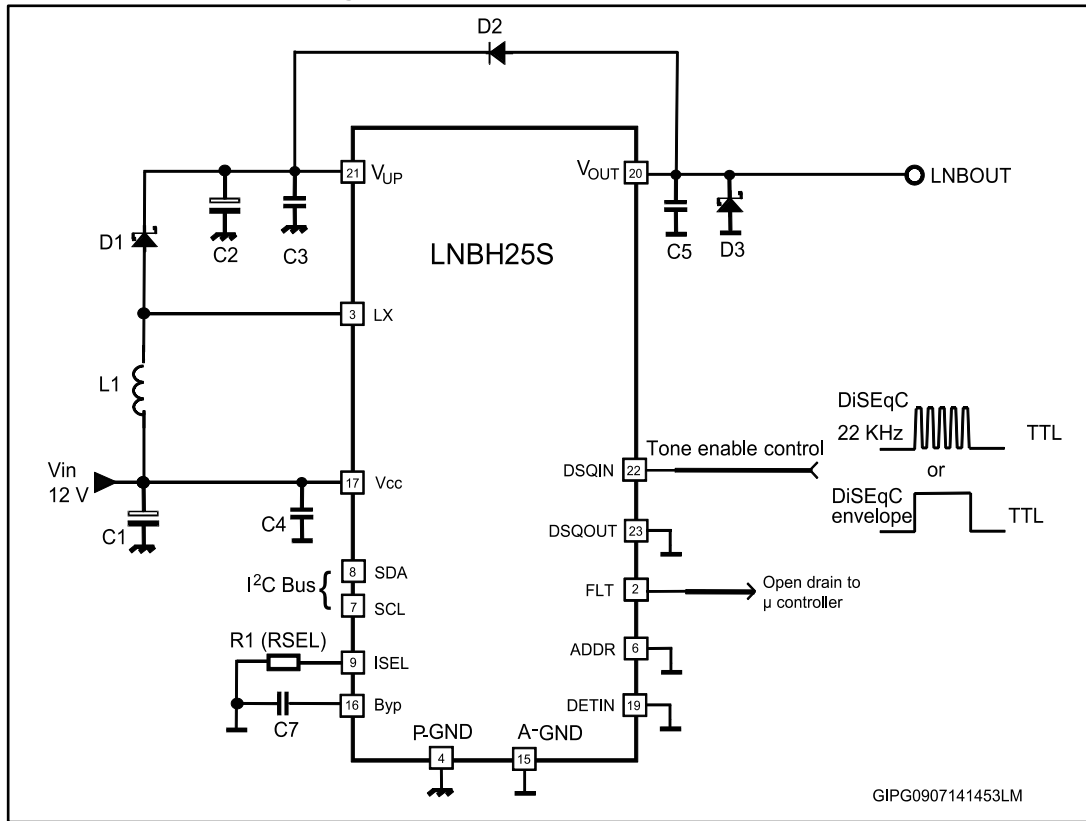 D2
21
VUP
VOUT
20
LNBOUT
D1
C2
C3
C5
D3
LNBH25S
3
LX
L1
DiSEqC
22 KHz
TTL
Tone enable control
or
Vin
12 V
17
Vcc
DSQIN
22
DiSEqC
envelope
TTL
C1
C4
DSQOUT
23
8
SDA
I²C Bus {
7
SCL
FLT
2
Open drain to
µ controller
R1 (RSEL)
9
ISEL
ADDR
6
16
Byp
DETIN
19
C7
P-GND
A-GND
4
15
GIPG0907141453LM